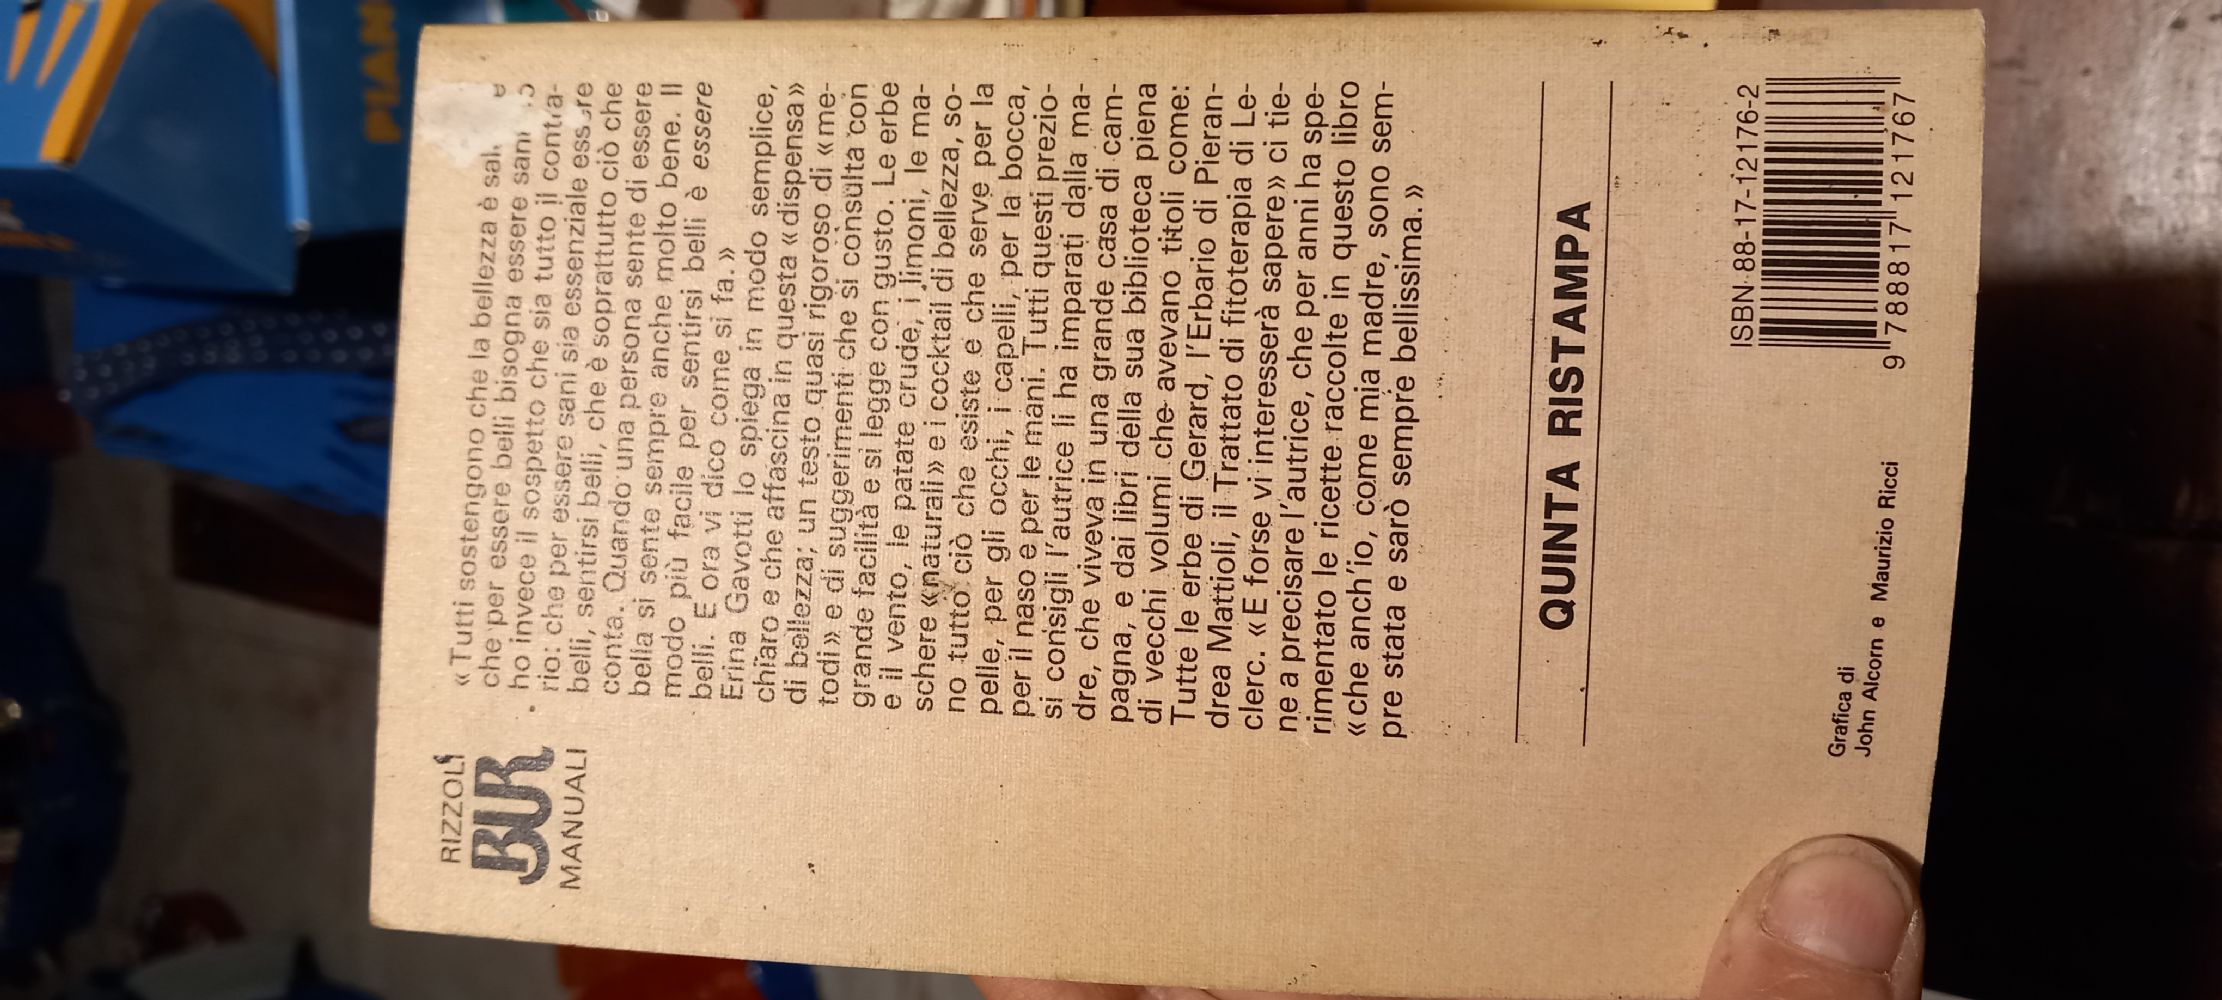 RIZZOLI
BUR
MANUALI
«Tutti sostengono che la bellezza è
che per essere belli bisogna essere
ho invece il sospetto che sia tutto il contra-
rio: che per essere sani sia essenziale essere
belli, sentirsi belli, che è soprattutto ciò che
conta. Quando una persona sente di essere
bella si sente sempre anche molto bene. Il
modo più facile per sentirsi belli è essere
belli. E ora vi dico come si fa.»
Erina Gavotti lo spiega in modo semplice,
chiaro e che affascina in questa «dispensa»
di bellezza; un testo quasi rigoroso di «me-
todi» e di suggerimenti che si consulta con
grande facilità e si legge con gusto. Le erbe
e il vento, le patate crude, i limoni, le ma-
schere «naturali» e i cocktail di bellezza, so-
no tutto ciò che esiste e che serve per la
pelle, per gli occhi, i capelli, per la bocca,
per il naso e per le mani. Tutti questi prezio-
si consigli l'autrice li ha imparati dalla ma-
dre, che viveva in una grande casa di cam-
pagna, e dai libri della sua biblioteca piena
di vecchi volumi che avevano titoli come:
Tutte le erbe di Gerard, l'Erbario di Pieran-
drea Mattioli, il Trattato di fitoterapia di Le-
clerc. «E forse vi interesserà sapere» ci tie-
ne a precisare l'autrice, che per anni ha spe-
rimentato le ricette raccolte in questo libro
«che anch'io, come mia madre, sono sem-
pre stata e sarò sempre bellissima.»
QUINTA RISTAMPA
Grafica di
John Alcorn e Maurizio Ricci
ISBN 88-17-12176-2
9 788817 121767
PIAN